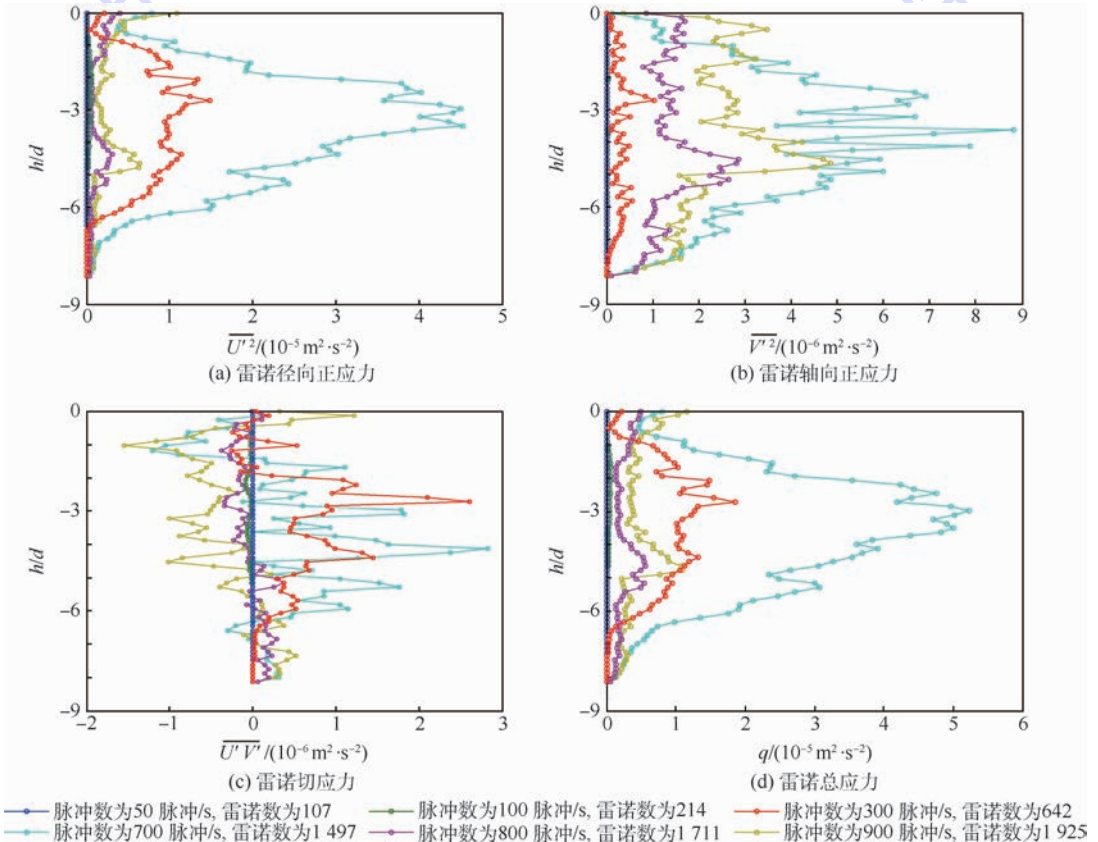 0
−3
−6
−9
h/d
0 1 2 3 4 5
U′²/(10⁻⁵ m²·s⁻²)
(a) 雷诺径向正应力
0
−3
−6
−9
h/d
0 1 2 3 4 5 6 7 8 9
V′²/(10⁻⁶ m²·s⁻²)
(b) 雷诺轴向正应力
0
−3
−6
−9
h/d
−2 −1 0 1 2 3
U′ V′/(10⁻⁶ m²·s⁻²)
(c) 雷诺切应力
0
−3
−6
−9
h/d
0 1 2 3 4 5 6
q/(10⁻⁵ m²·s⁻²)
(d) 雷诺总应力
脉冲数为50 脉冲/s, 雷诺数为107 脉冲数为100 脉冲/s, 雷诺数为214 脉冲数为300 脉冲/s, 雷诺数为642
脉冲数为700 脉冲/s, 雷诺数为1 497 脉冲数为800 脉冲/s, 雷诺数为1 711 脉冲数为900 脉冲/s, 雷诺数为1 925